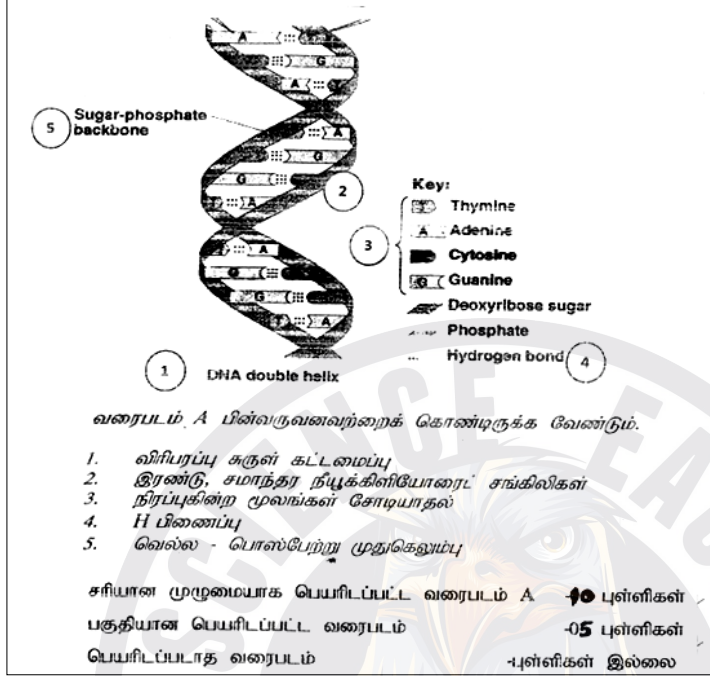 A T
G
A T
Sugar-phosphate
backbone
5
A
G
G
2
T A
Key:
T Thymine
A Adenine
3
Cytosine
G Guanine
Deoxyribose sugar
Phosphate
Hydrogen bond
4
T A
G
G
T A
1
DNA double helix
வரைபடம் A பின்வருவனவற்றைக் கொண்டிருக்க வேண்டும்.
1. விரிபரப்பு சுருள் கட்டமைப்பு
2. இரண்டு, சமாந்தர நீயூக்கிளியோரைட் சங்கிலிகள்
3. நிரப்புகின்ற மூலங்கள் சோடியாதல்
4. H பிணைப்பு
5. வெல்ல - பொஸ்பேற்று முதுகெலும்பு
சரியான முழுமையாக பெயரிடப்பட்ட வரைபடம் A -10 புள்ளிகள்
பகுதியான பெயரிடப்பட்ட வரைபடம் -05 புள்ளிகள்
பெயரிடப்படாத வரைபடம் -புள்ளிகள் இல்லை
SCIENCE EAG